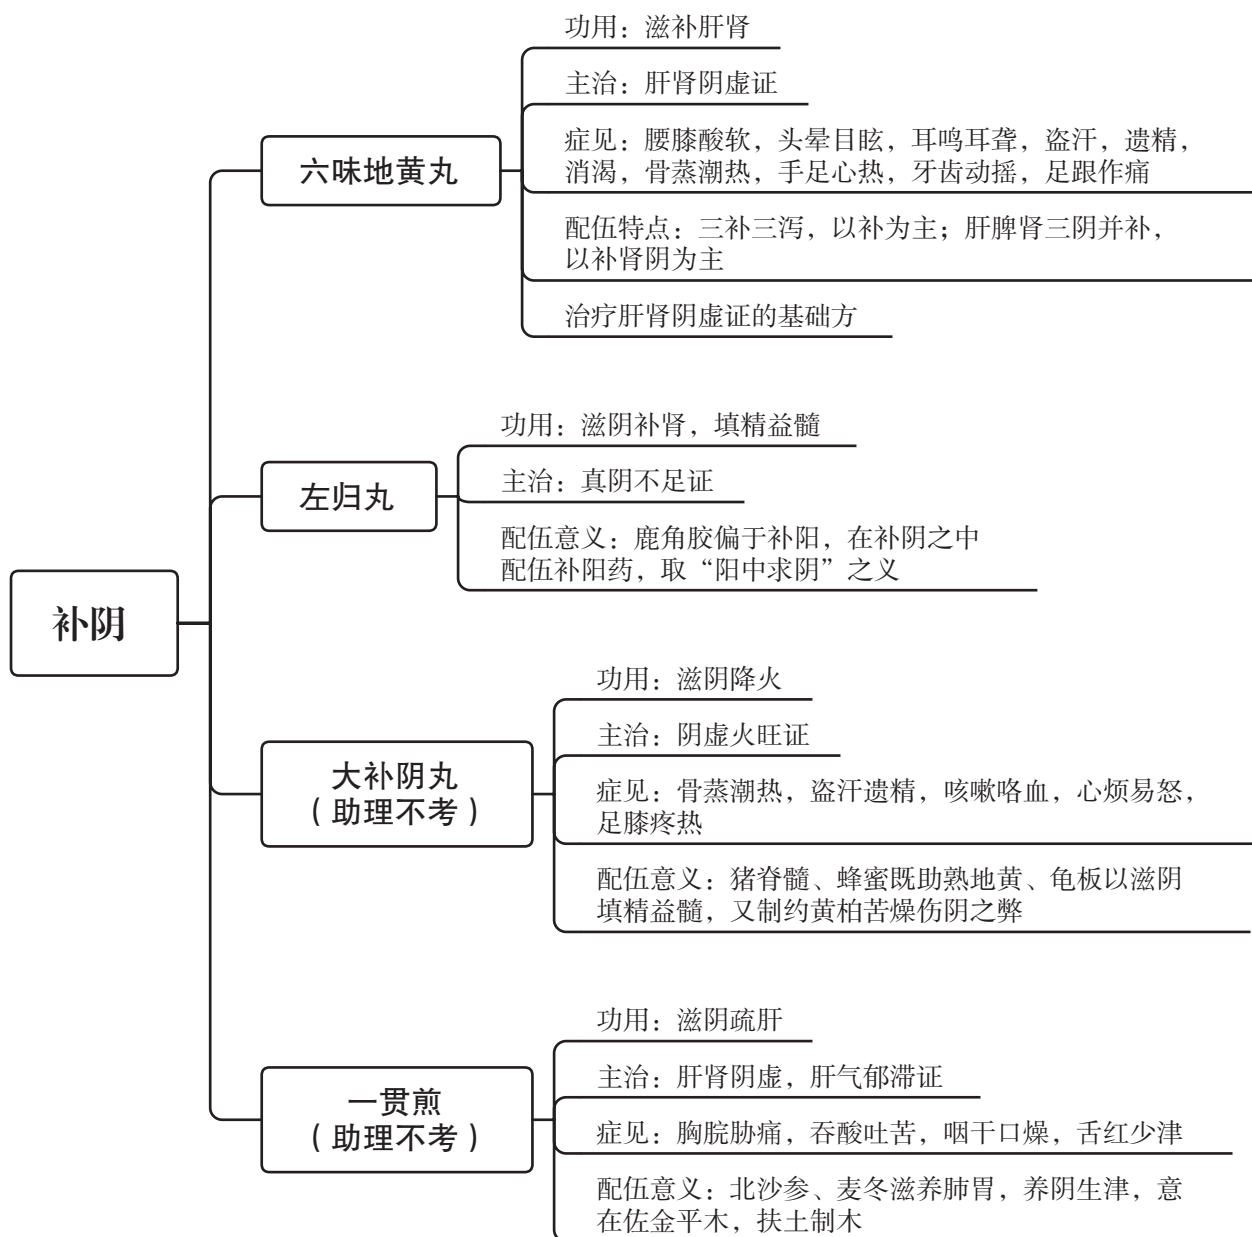 补阴
六味地黄丸
功用：滋补肝肾
主治：肝肾阴虚证
症见：腰膝酸软，头晕目眩，耳鸣耳聋，盗汗，遗精，
消渴，骨蒸潮热，手足心热，牙齿动摇，足跟作痛
配伍特点：三补三泻，以补为主；肝脾肾三阴并补，
以补肾阴为主
治疗肝肾阴虚证的基础方
左归丸
功用：滋阴补肾，填精益髓
主治：真阴不足证
配伍意义：鹿角胶偏于补阳，在补阴之中
配伍补阳药，取“阳中求阴”之义
大补阴丸
（助理不考）
功用：滋阴降火
主治：阴虚火旺证
症见：骨蒸潮热，盗汗遗精，咳嗽咯血，心烦易怒，
足膝疼热
配伍意义：猪脊髓、蜂蜜既助熟地黄、龟板以滋阴
填精益髓，又制约黄柏苦燥伤阴之弊
一贯煎
（助理不考）
功用：滋阴疏肝
主治：肝肾阴虚，肝气郁滞证
症见：胸脘胁痛，吞酸吐苦，咽干口燥，舌红少津
配伍意义：北沙参、麦冬滋养肺胃，养阴生津，意
在佐金平木，扶土制木